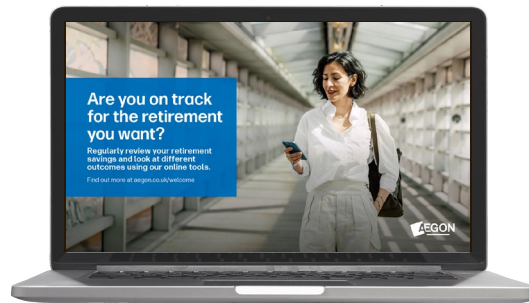 Are you on track
for the retirement
you want?
Regularly review your retirement
savings and look at different
outcomes using our online tools.
Find out more at aegon.co.uk/welcome
AEGON